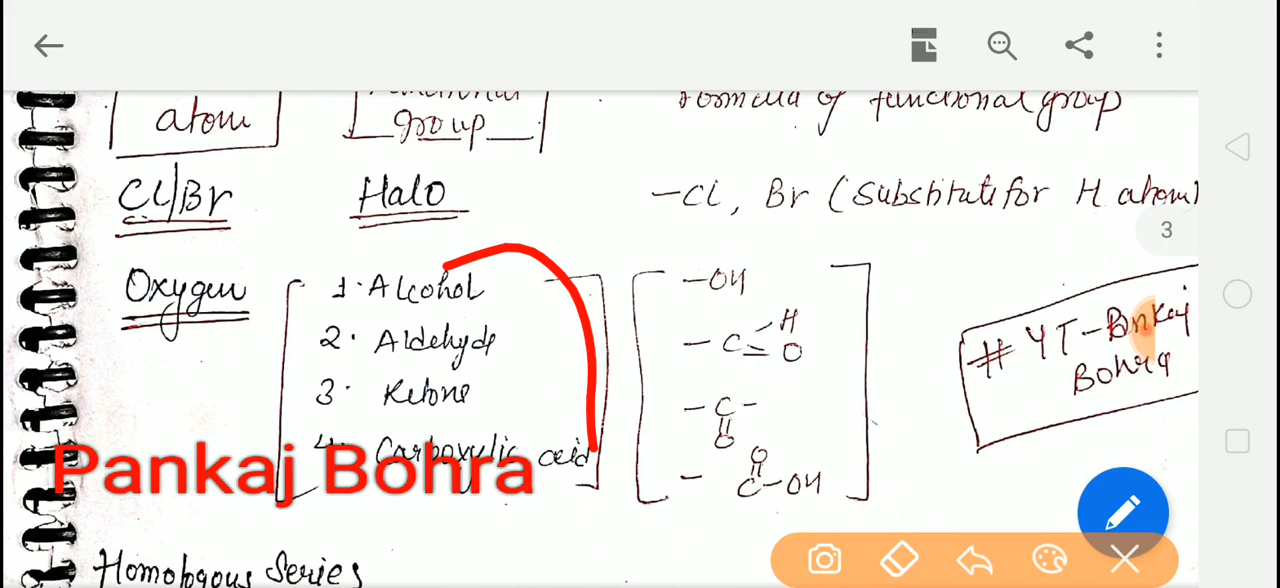 atom
group
Formula of functional group
Cl/Br
Halo
-Cl, Br (Substitute for H atom)
3
Oxygen
1. Alcohol
2. Aldehyde
3. Ketone
4. Carboxylic acid
-OH
-C
H
=O
-C-
O
O
- C-OH
# YT-Pankaj
Bohra
Pankaj Bohra
Homologous Series